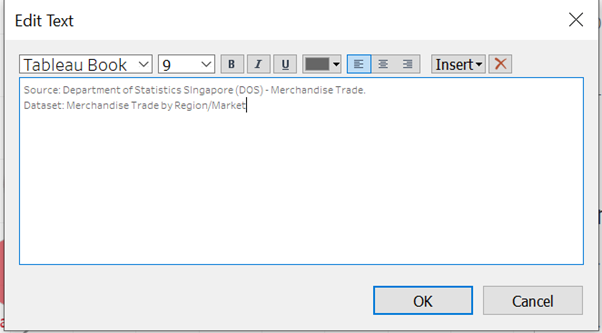 Edit Text
Tableau Book 9 B I U Insert
Source: Department of Statistics SIngapore (DOS) - Merchandise Trade.
Dataset: Merchandise Trade by Region/Market
OK Cancel